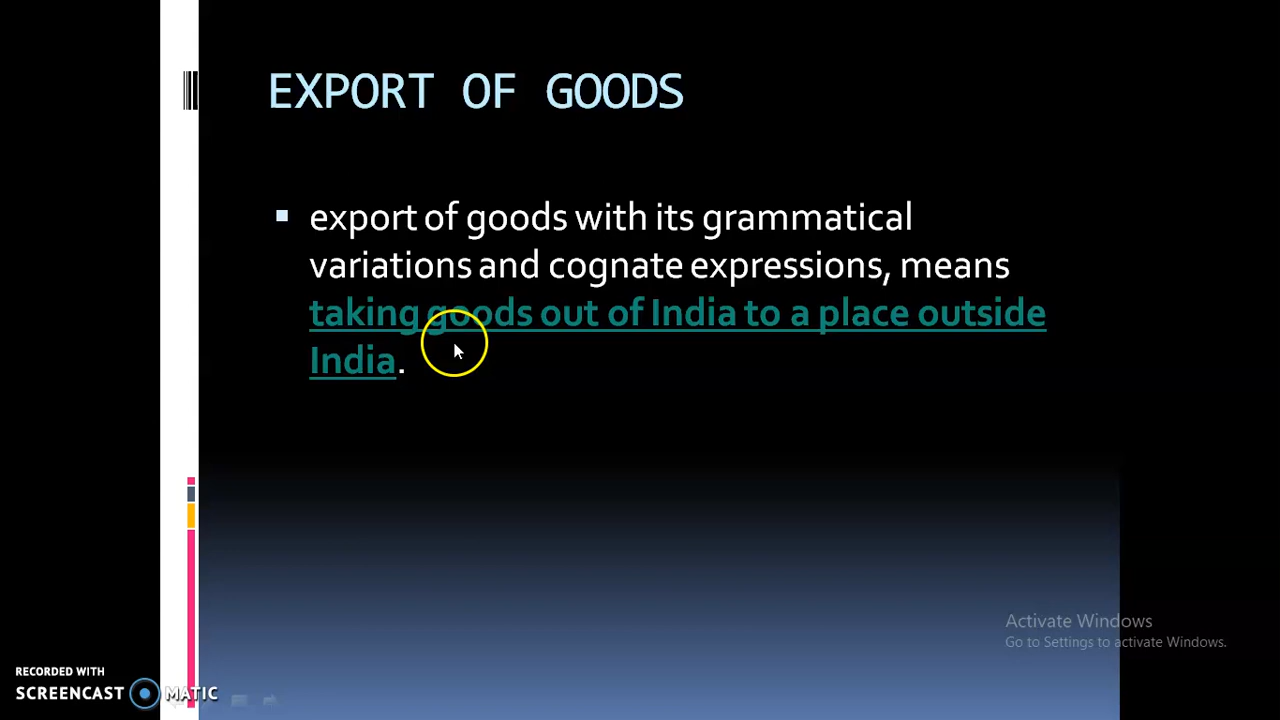 EXPORT OF GOODS
export of goods with its grammatical
variations and cognate expressions, means
taking goods out of India to a place outside
India.
Activate Windows
Go to Settings to activate Windows.
RECORDED WITH
SCREENCAST MATIC